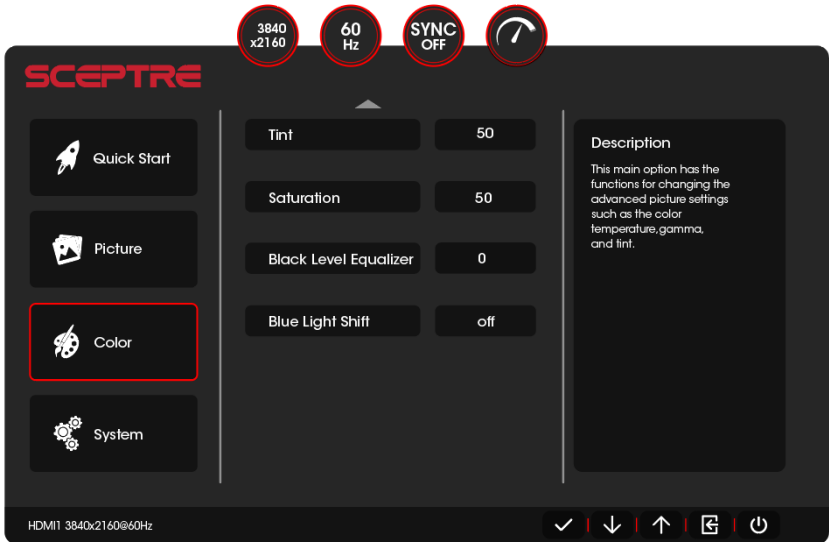 3840
x2160
60
Hz
SYNC
OFF
SCEPTRE
Quick Start
Picture
Color
System
Tint 50
Saturation 50
Black Level Equalizer 0
Blue Light Shift off
Description
This main option has the
functions for changing the
advanced picture settings
such as the color
temperature,gamma,
and tint.
HDMI1 3840x2160@60Hz